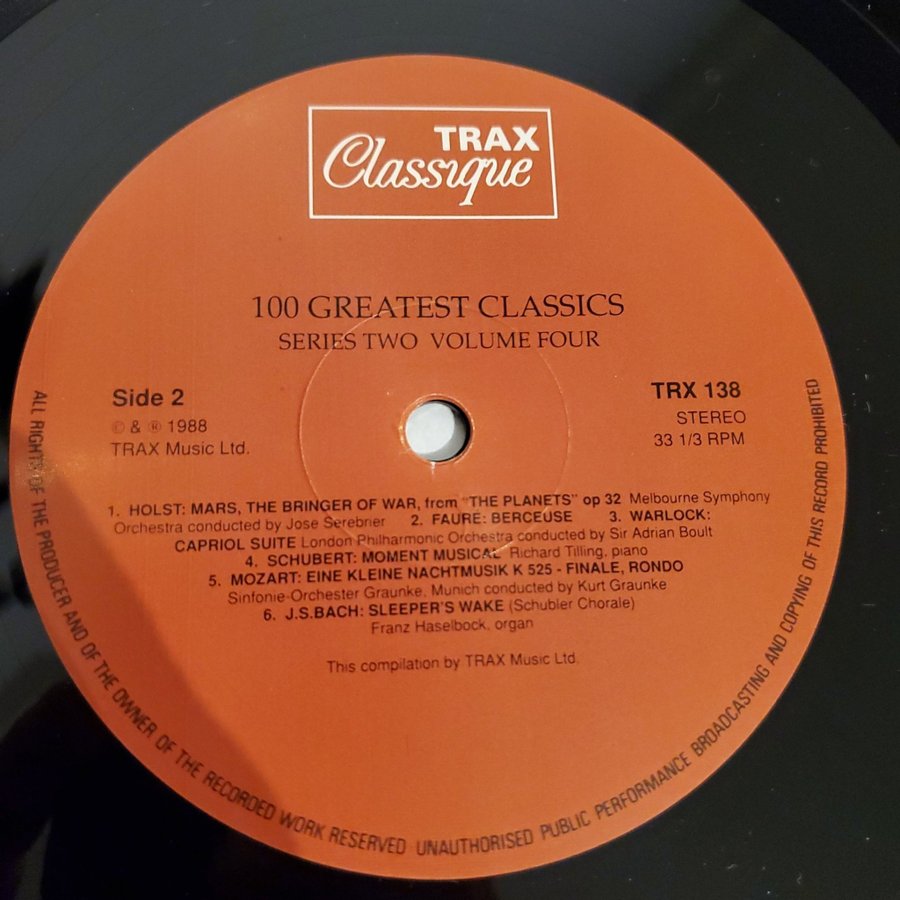 TRAX
Classique
100 GREATEST CLASSICS
SERIES TWO VOLUME FOUR
Side 2
© & ® 1988
TRAX Music Ltd.
TRX 138
STEREO
33 1/3 RPM
1. HOLST: MARS, THE BRINGER OF WAR, from "THE PLANETS" op 32 Melbourne Symphony
Orchestra conducted by Jose Serebrier 2. FAURE: BERCEUSE 3. WARLOCK:
CAPRIOL SUITE London Philharmonic Orchestra conducted by Sir Adrian Boult
4. SCHUBERT: MOMENT MUSICAL Richard Tilling, piano
5. MOZART: EINE KLEINE NACHTMUSIK K 525 - FINALE, RONDO
Sinfonie-Orchester Graunke, Munich conducted by Kurt Graunke
6. J.S.BACH: SLEEPER'S WAKE (Schubler Chorale)
Franz Haselbock, organ
This compilation by TRAX Music Ltd.
ALL RIGHTS OF THE PRODUCER AND OF THE OWNER OF THE RECORDED WORK RESERVED UNAUTHORISED PUBLIC PERFORMANCE BROADCASTING AND COPYING OF THIS RECORD PROHIBITED